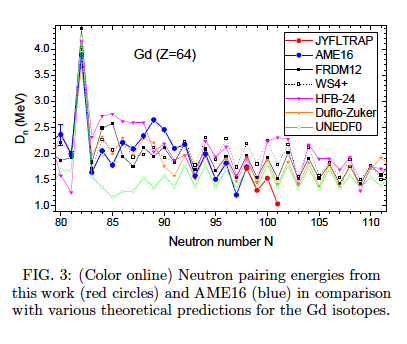 Gd (Z=64)
JYFLTRAP
AME16
FRDM12
WS4+
HFB-24
Duflo-Zuker
UNEDF0
Dn (MeV)
4.0
3.5
3.0
2.5
2.0
1.5
1.0
80 85 90 95 100 105 110
Neutron number N
FIG. 3: (Color online) Neutron pairing energies from
this work (red circles) and AME16 (blue) in comparison
with various theoretical predictions for the Gd isotopes.